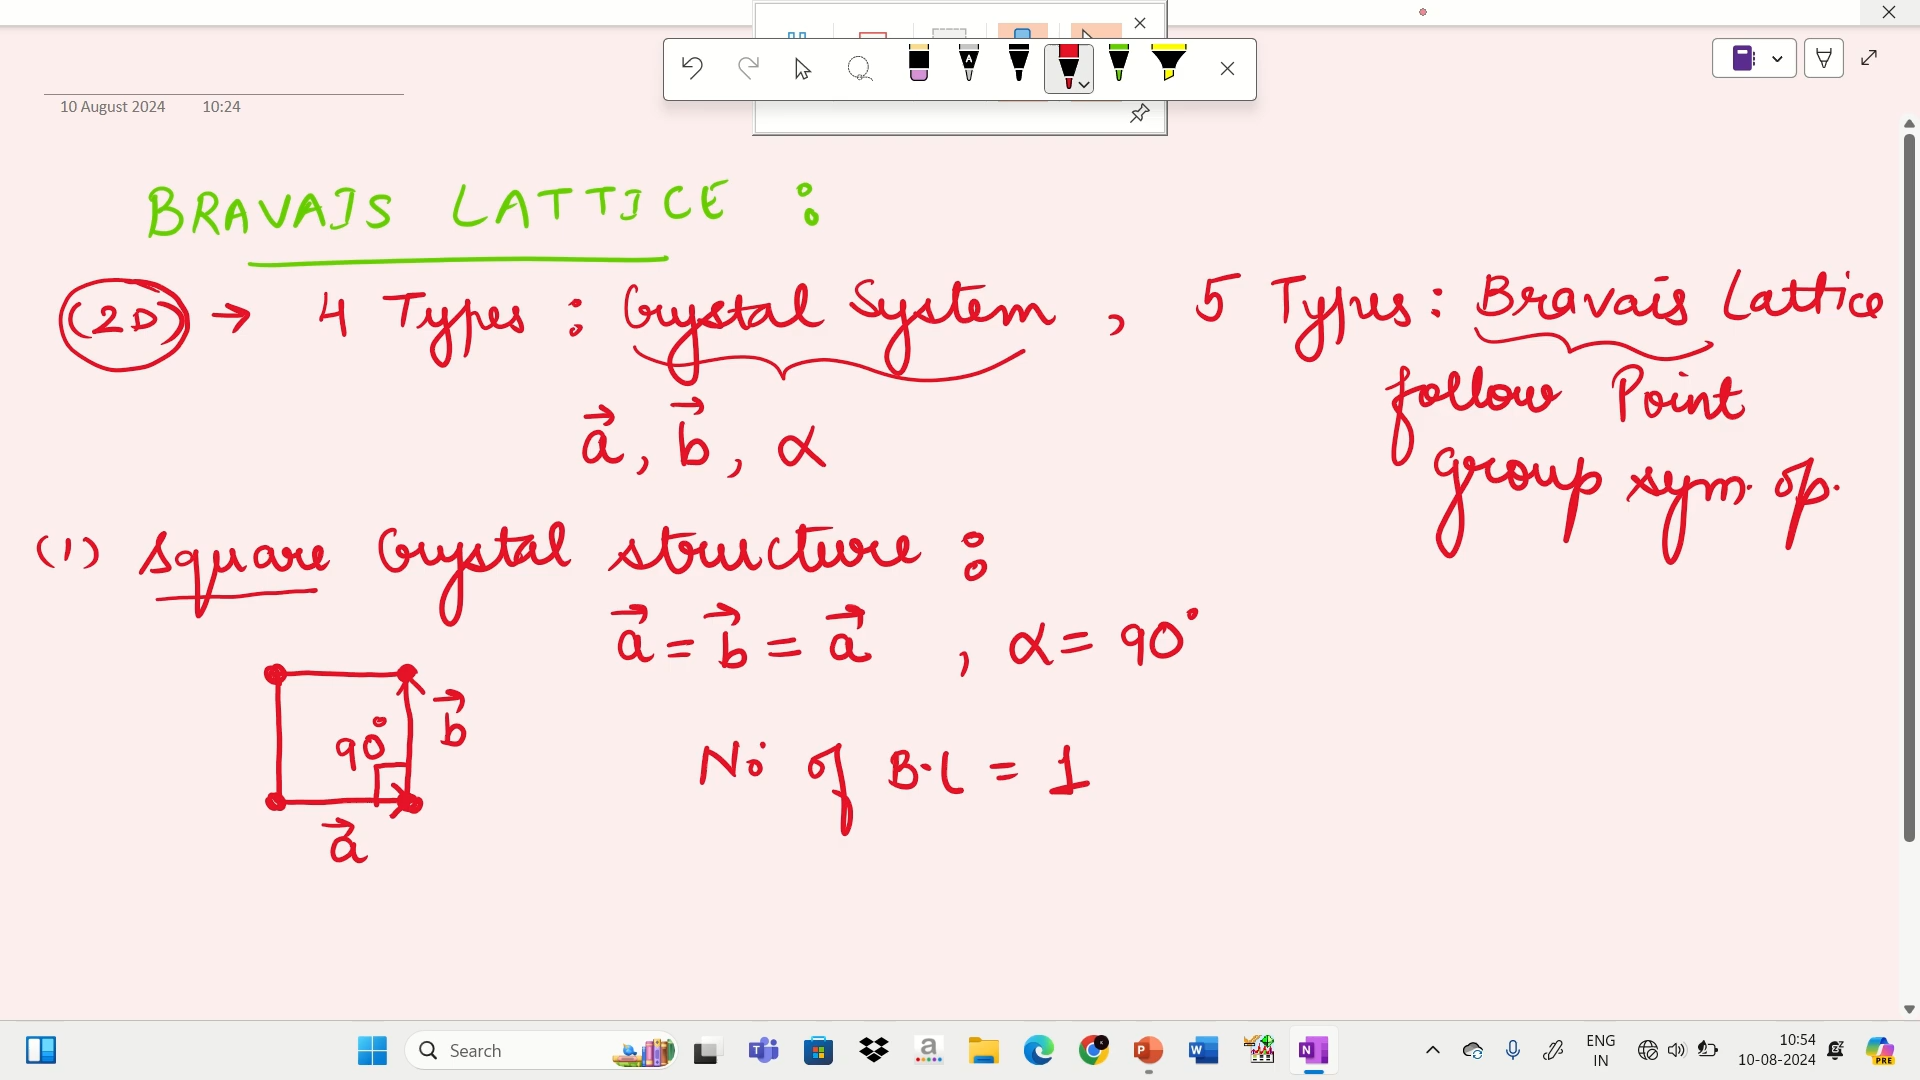 10 August 2024 10:24
BRAVAIS LATTICE :
(2D) → 4 Types : Crystal System , 5 Types : Bravais Lattice
follow Point
group sym. op.
a⃗ , b⃗ , α
(1) Square Crystal structure :
a⃗ = b⃗ = a⃗ , α = 90°
90°
b⃗
No of B.L = 1
a⃗
Search
ENG
IN
10:54
10-08-2024